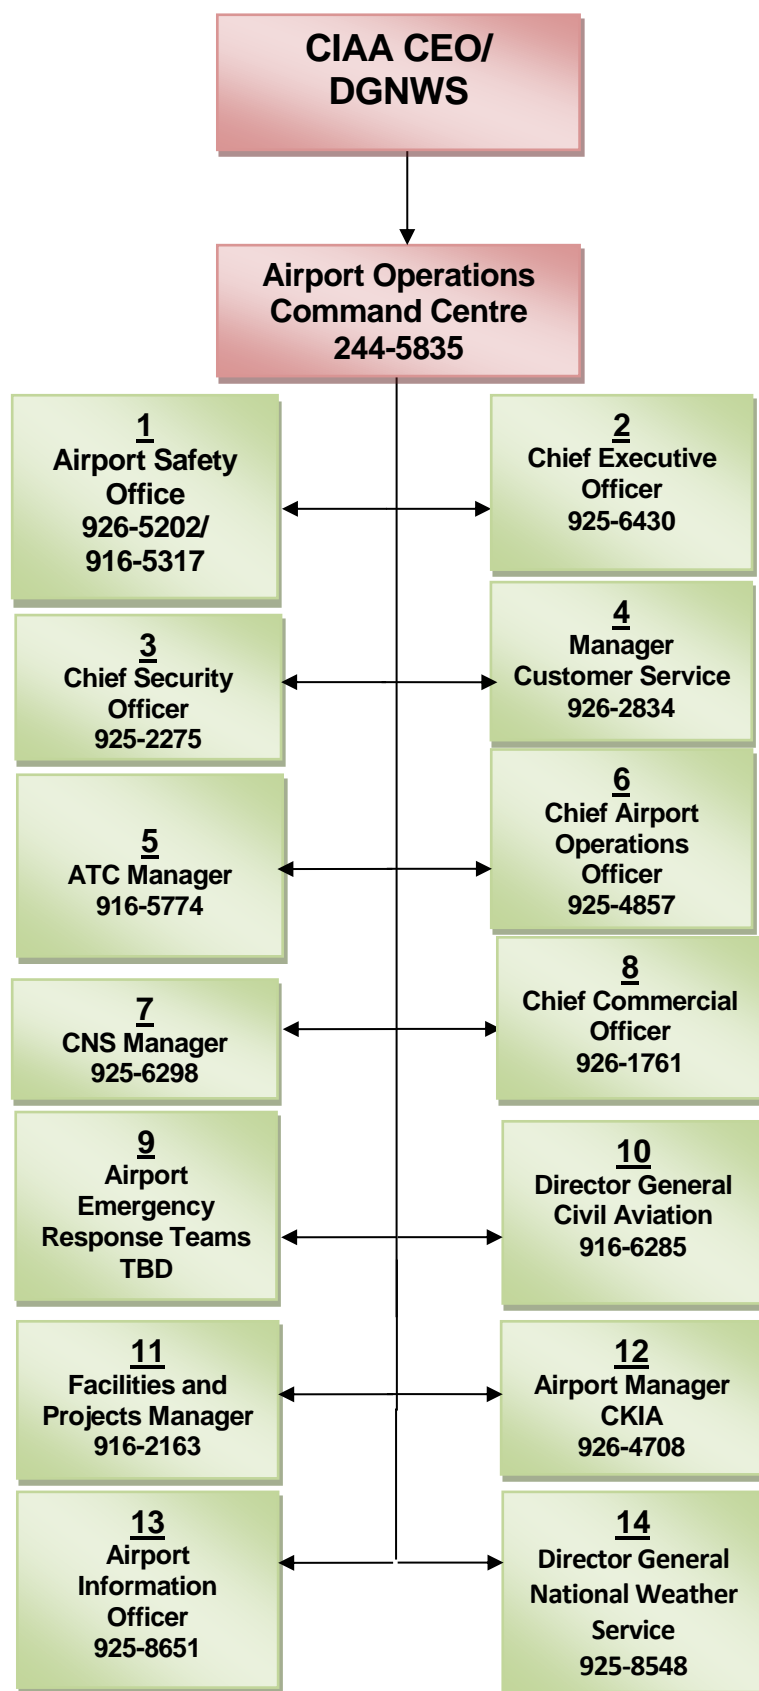 CIAA CEO/
DGNWS
Airport Operations
Command Centre
244-5835
1
Airport Safety
Office
926-5202/
916-5317
2
Chief Executive
Officer
925-6430
3
Chief Security
Officer
925-2275
4
Manager
Customer Service
926-2834
5
ATC Manager
916-5774
6
Chief Airport
Operations
Officer
925-4857
7
CNS Manager
925-6298
8
Chief Commercial
Officer
926-1761
9
Airport
Emergency
Response Teams
TBD
10
Director General
Civil Aviation
916-6285
11
Facilities and
Projects Manager
916-2163
12
Airport Manager
CKIA
926-4708
13
Airport
Information
Officer
925-8651
14
Director General
National Weather
Service
925-8548